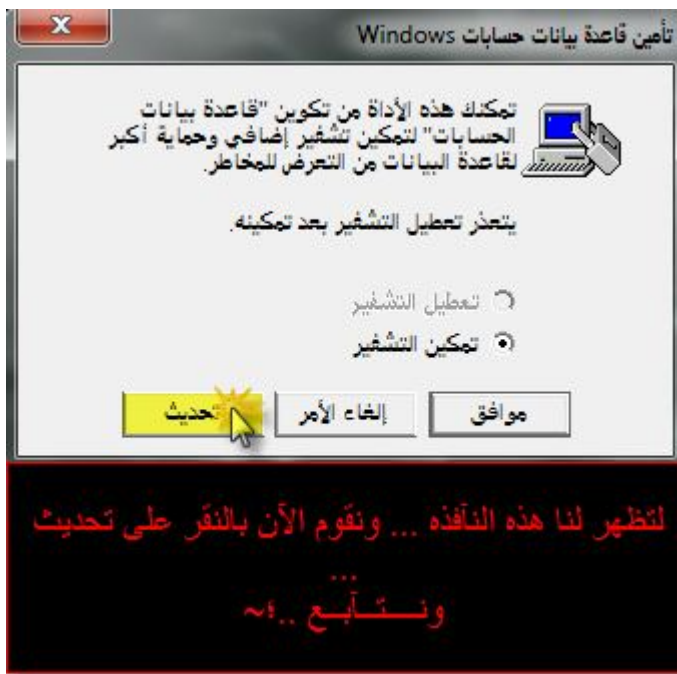 تأمين قاعدة بيانات حسابات Windows
تمكنك هذه الأداة من تكوين "قاعدة بيانات
الحسابات" لتمكين تشفير إضافي وحماية أكبر
لقاعدة البيانات من التعرض للمخاطر.
يتعذر تعطيل التشفير بعد تمكينه.
تعطيل التشفير
تمكين التشفير
موافق
إلغاء الأمر
تحديث
لتظهر لنا هذه النآفذه ... ونقوم الآن بالنقر على تحديث
...
ونـــتــآبــع ..؛~